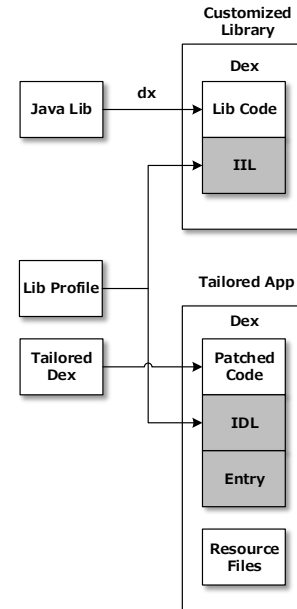 Customized
Library
Dex
Java Lib
dx
Lib Code
IIL
Lib Profile
Tailored App
Dex
Tailored
Dex
Patched
Code
IDL
Entry
Resource
Files